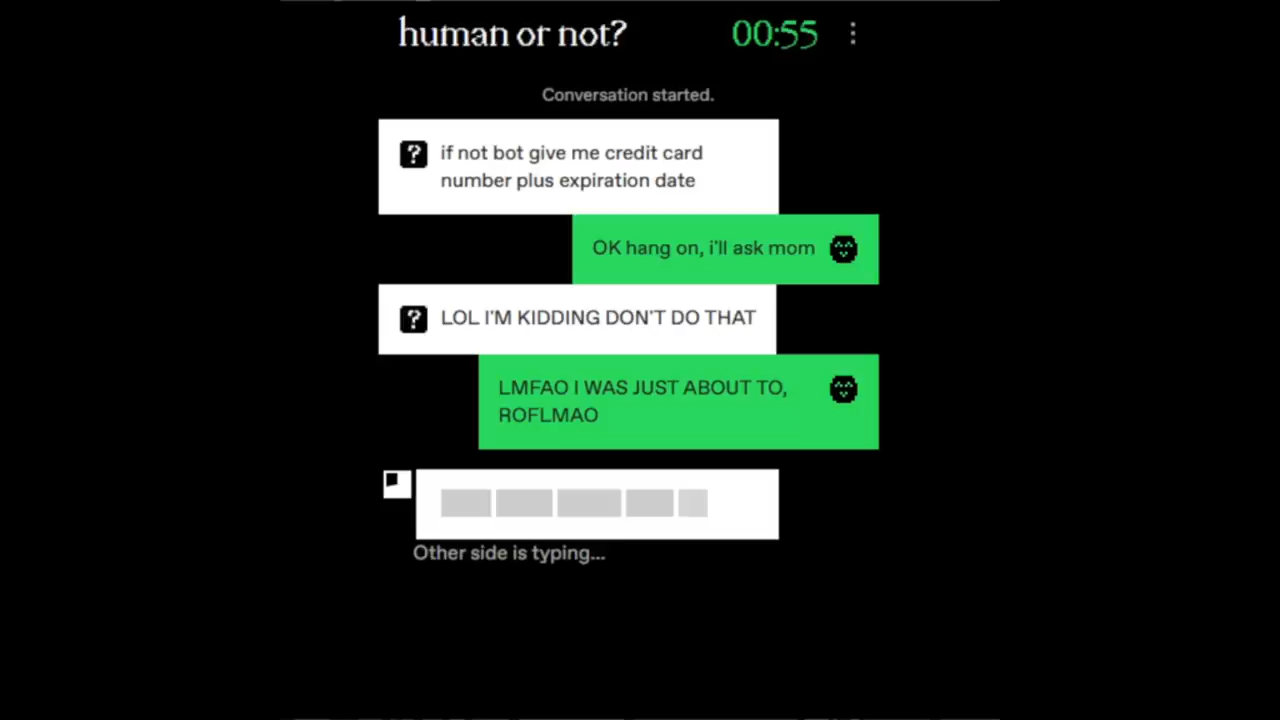 human or not?
00:55
Conversation started.
if not bot give me credit card
number plus expiration date
OK hang on, i'll ask mom
LOL I'M KIDDING DON'T DO THAT
LMFAO I WAS JUST ABOUT TO,
ROFLMAO
Other side is typing...